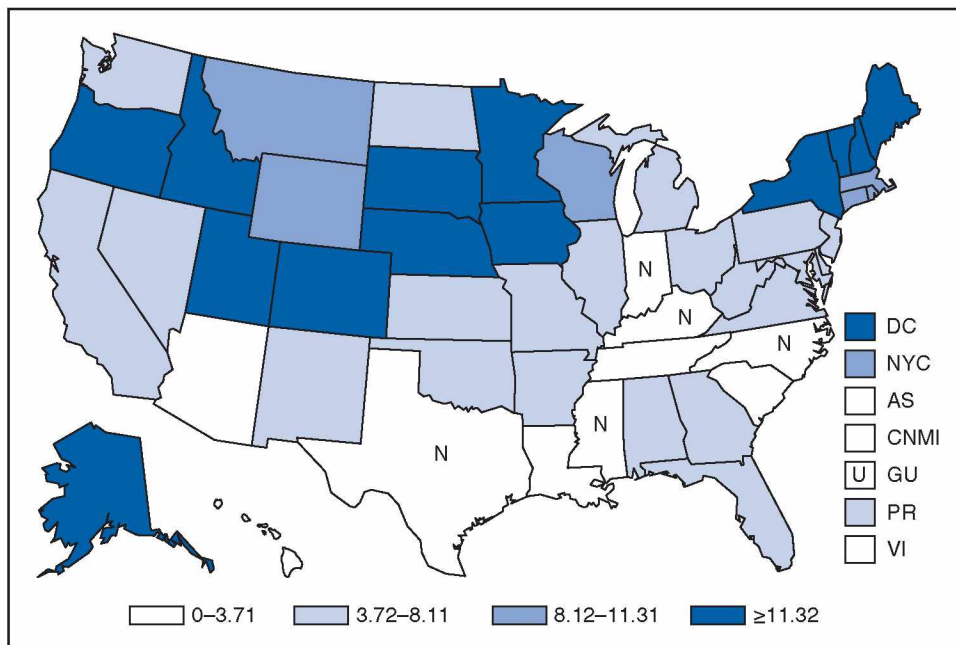 N
N
N
N
N
DC
NYC
AS
CNMI
U GU
PR
VI
0–3.71 3.72–8.11 8.12–11.31 ≥11.32